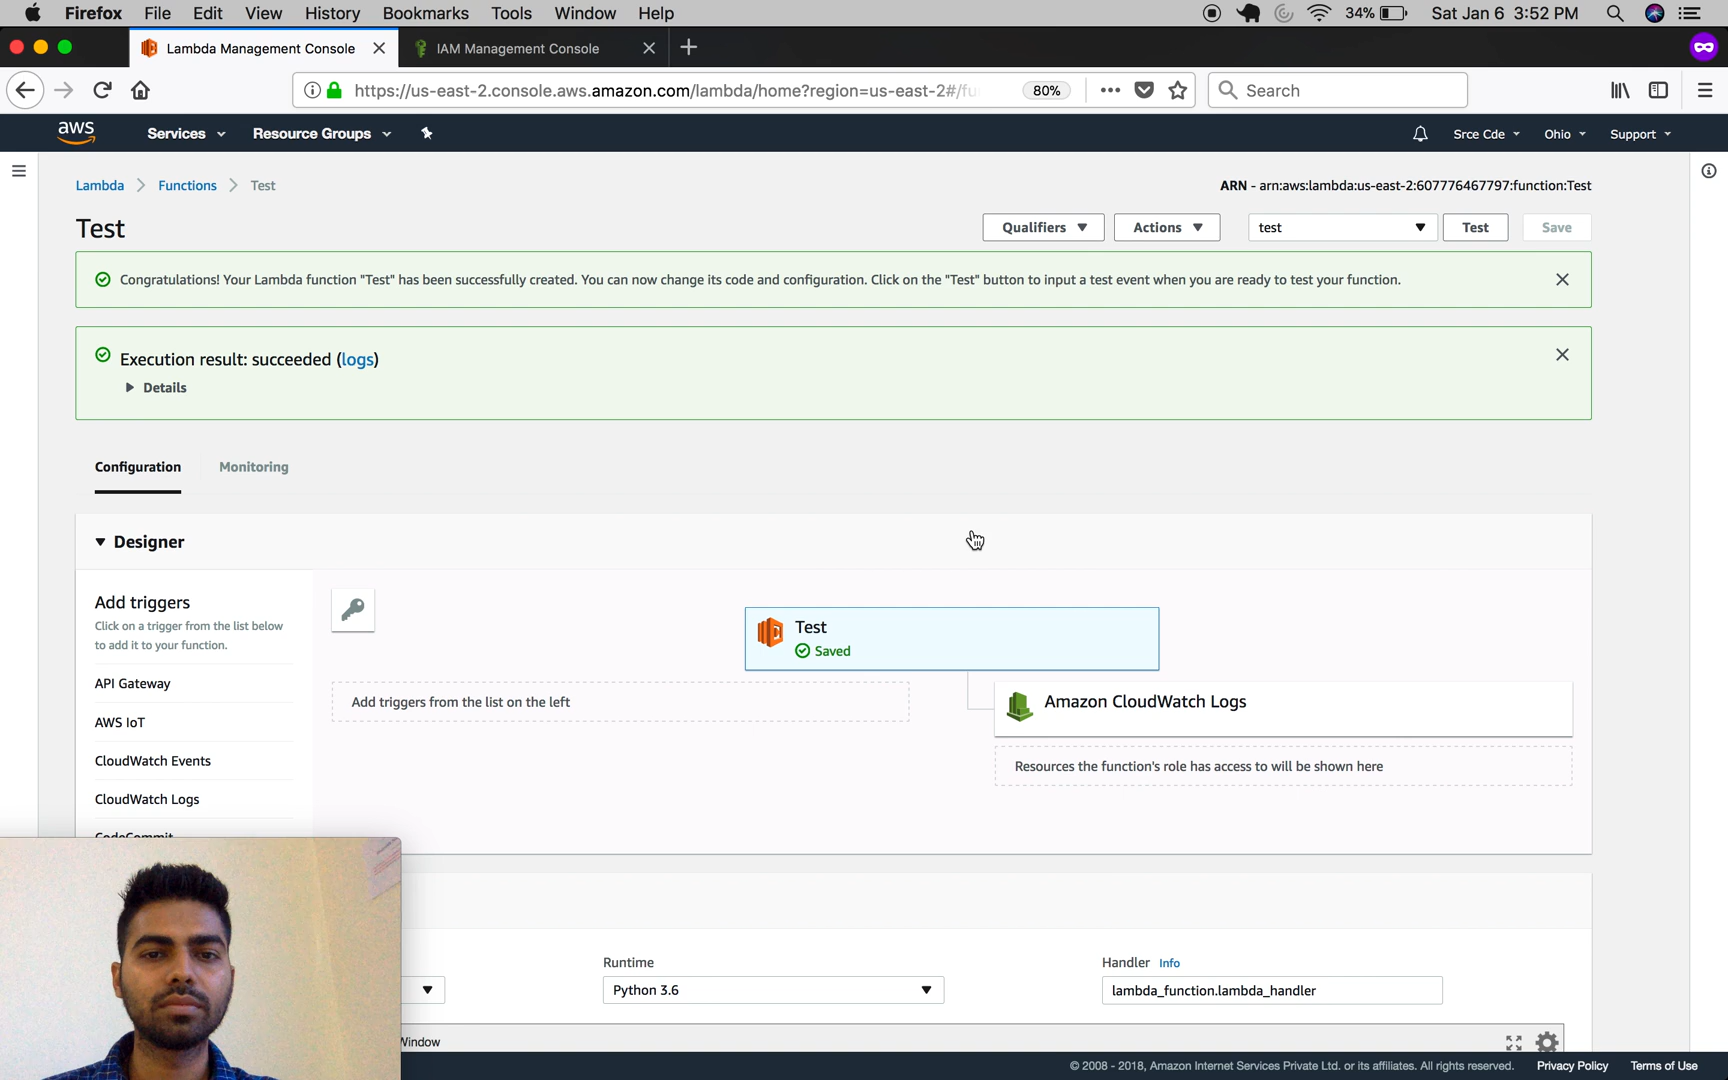 Firefox File Edit View History Bookmarks Tools Window Help 34% Sat Jan 6 3:52 PM
Lambda Management Console IAM Management Console
https://us-east-2.console.aws.amazon.com/lambda/home?region=us-east-2#/fu 80% Search
aws Services Resource Groups Srce Cde Ohio Support
Lambda Functions Test ARN - arn:aws:lambda:us-east-2:607776467797:function:Test
Test Qualifiers Actions test Test Save
Congratulations! Your Lambda function "Test" has been successfully created. You can now change its code and configuration. Click on the "Test" button to input a test event when you are ready to test your function.
Execution result: succeeded (logs)
Details
Configuration Monitoring
Designer
Add triggers
Click on a trigger from the list below
to add it to your function.
API Gateway
AWS IoT
CloudWatch Events
CloudWatch Logs
CodeCommit
Test
Saved
Add triggers from the list on the left
Amazon CloudWatch Logs
Resources the function's role has access to will be shown here
Runtime
Python 3.6
Handler Info
lambda_function.lambda_handler
Window
© 2008 - 2018, Amazon Internet Services Private Ltd. or its affiliates. All rights reserved. Privacy Policy Terms of Use